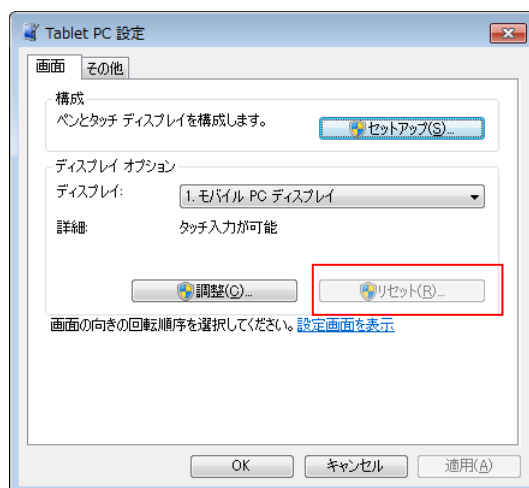 Tablet PC 設定
画面 その他
構成
ペンとタッチ ディスプレイを構成します。 セットアップ(S)...
ディスプレイ オプション
ディスプレイ: 1. モバイル PC ディスプレイ
詳細: タッチ入力が可能
調整(C)... リセット(R)...
画面の向きの回転順序を選択してください。設定画面を表示
OK キャンセル 適用(A)